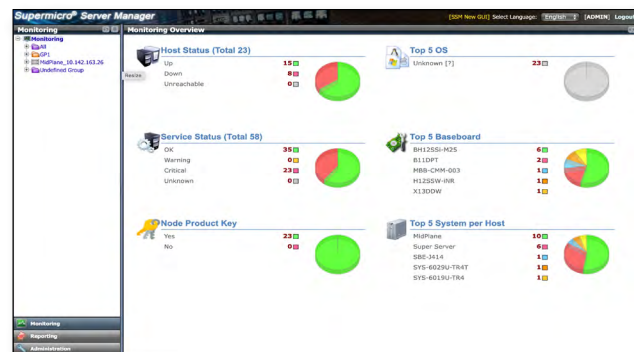 Supermicro® Server Manager
[SSM New GUI] Select Language: English [ADMIN] Logout
Monitoring
Monitoring
All
GP1
MidPlane_10.142.163.26
Undefined Group
Resize
Monitoring Overview
Host Status (Total 23)
Up 15
Down 8
Unreachable 0
Top 5 OS
Unknown [?] 23
Service Status (Total 58)
OK 35
Warning 0
Critical 23
Unknown 0
Top 5 Baseboard
BH12SSi-M25 6
B11DPT 2
MBB-CMM-003 1
H12SSW-iNR 1
X13DDW 1
Node Product Key
Yes 23
No 0
Top 5 System per Host
MidPlane 10
Super Server 6
SBE-J414 1
SYS-6029U-TR4T 1
SYS-6019U-TR4 1
Monitoring
Reporting
Administration